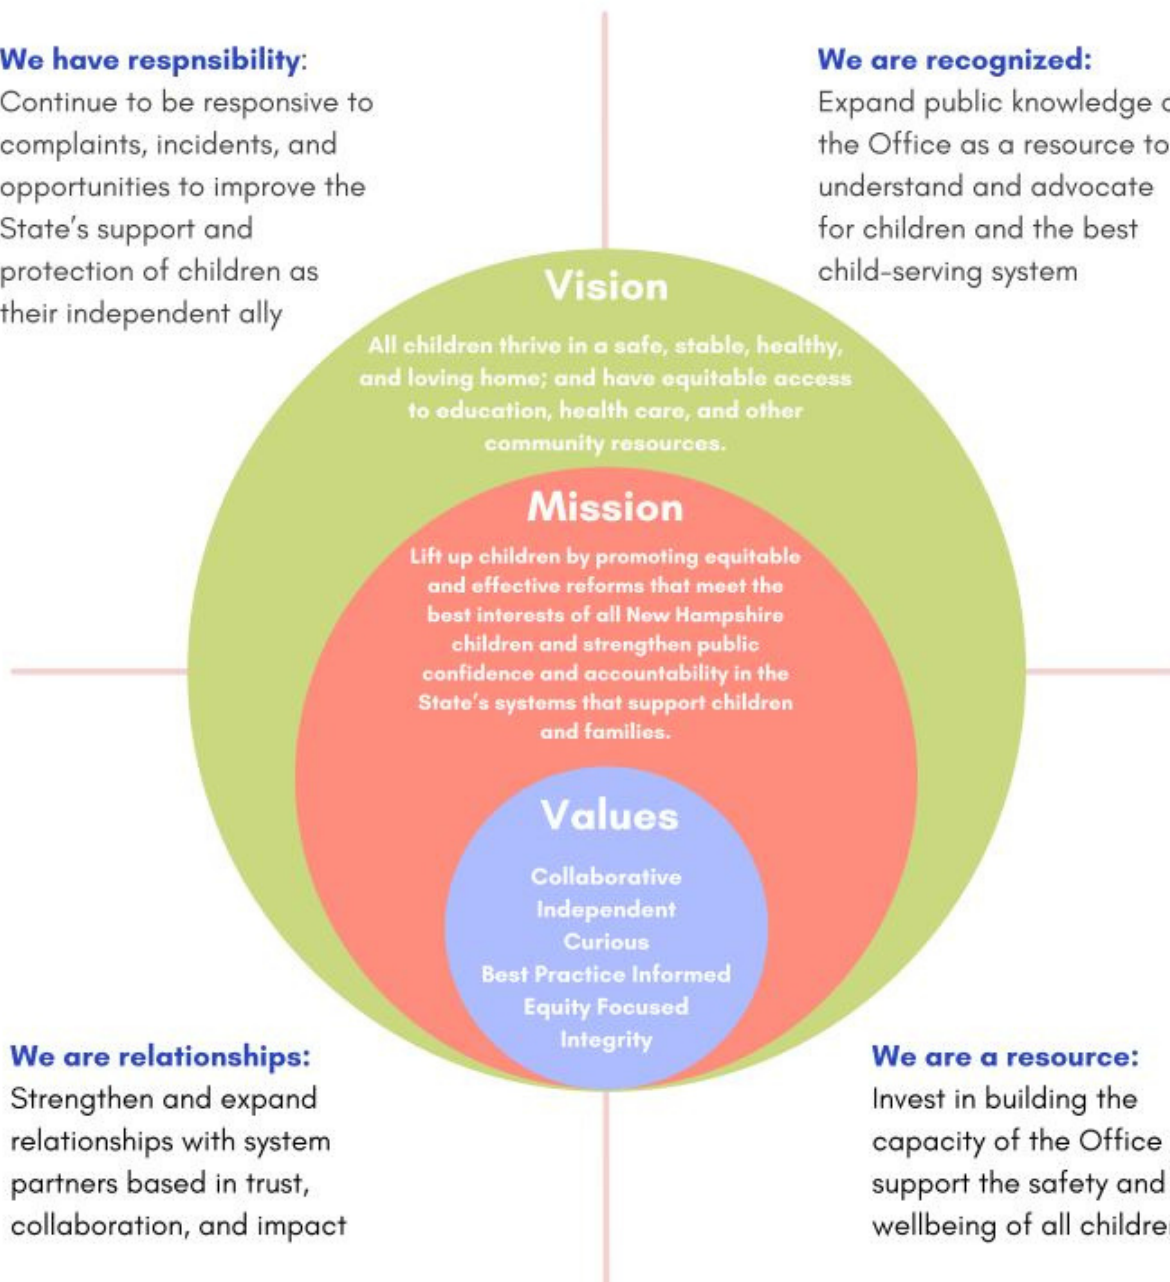 We have respnsibility:
Continue to be responsive to
complaints, incidents, and
opportunities to improve the
State's support and
protection of children as
their independent ally
We are recognized:
Expand public knowledge
the Office as a resource to
understand and advocate
for children and the best
child-serving system
Vision
All children thrive in a safe, stable, healthy,
and loving home; and have equitable access
to education, health care, and other
community resources.
Mission
Lift up children by promoting equitable
and effective reforms that meet the
best interests of all New Hampshire
children and strengthen public
confidence and accountability in the
State's systems that support children
and families.
Values
Collaborative
Independent
Curious
Best Practice Informed
Equity Focused
Integrity
We are relationships:
Strengthen and expand
relationships with system
partners based in trust,
collaboration, and impact
We are a resource:
Invest in building the
capacity of the Office
support the safety and
wellbeing of all